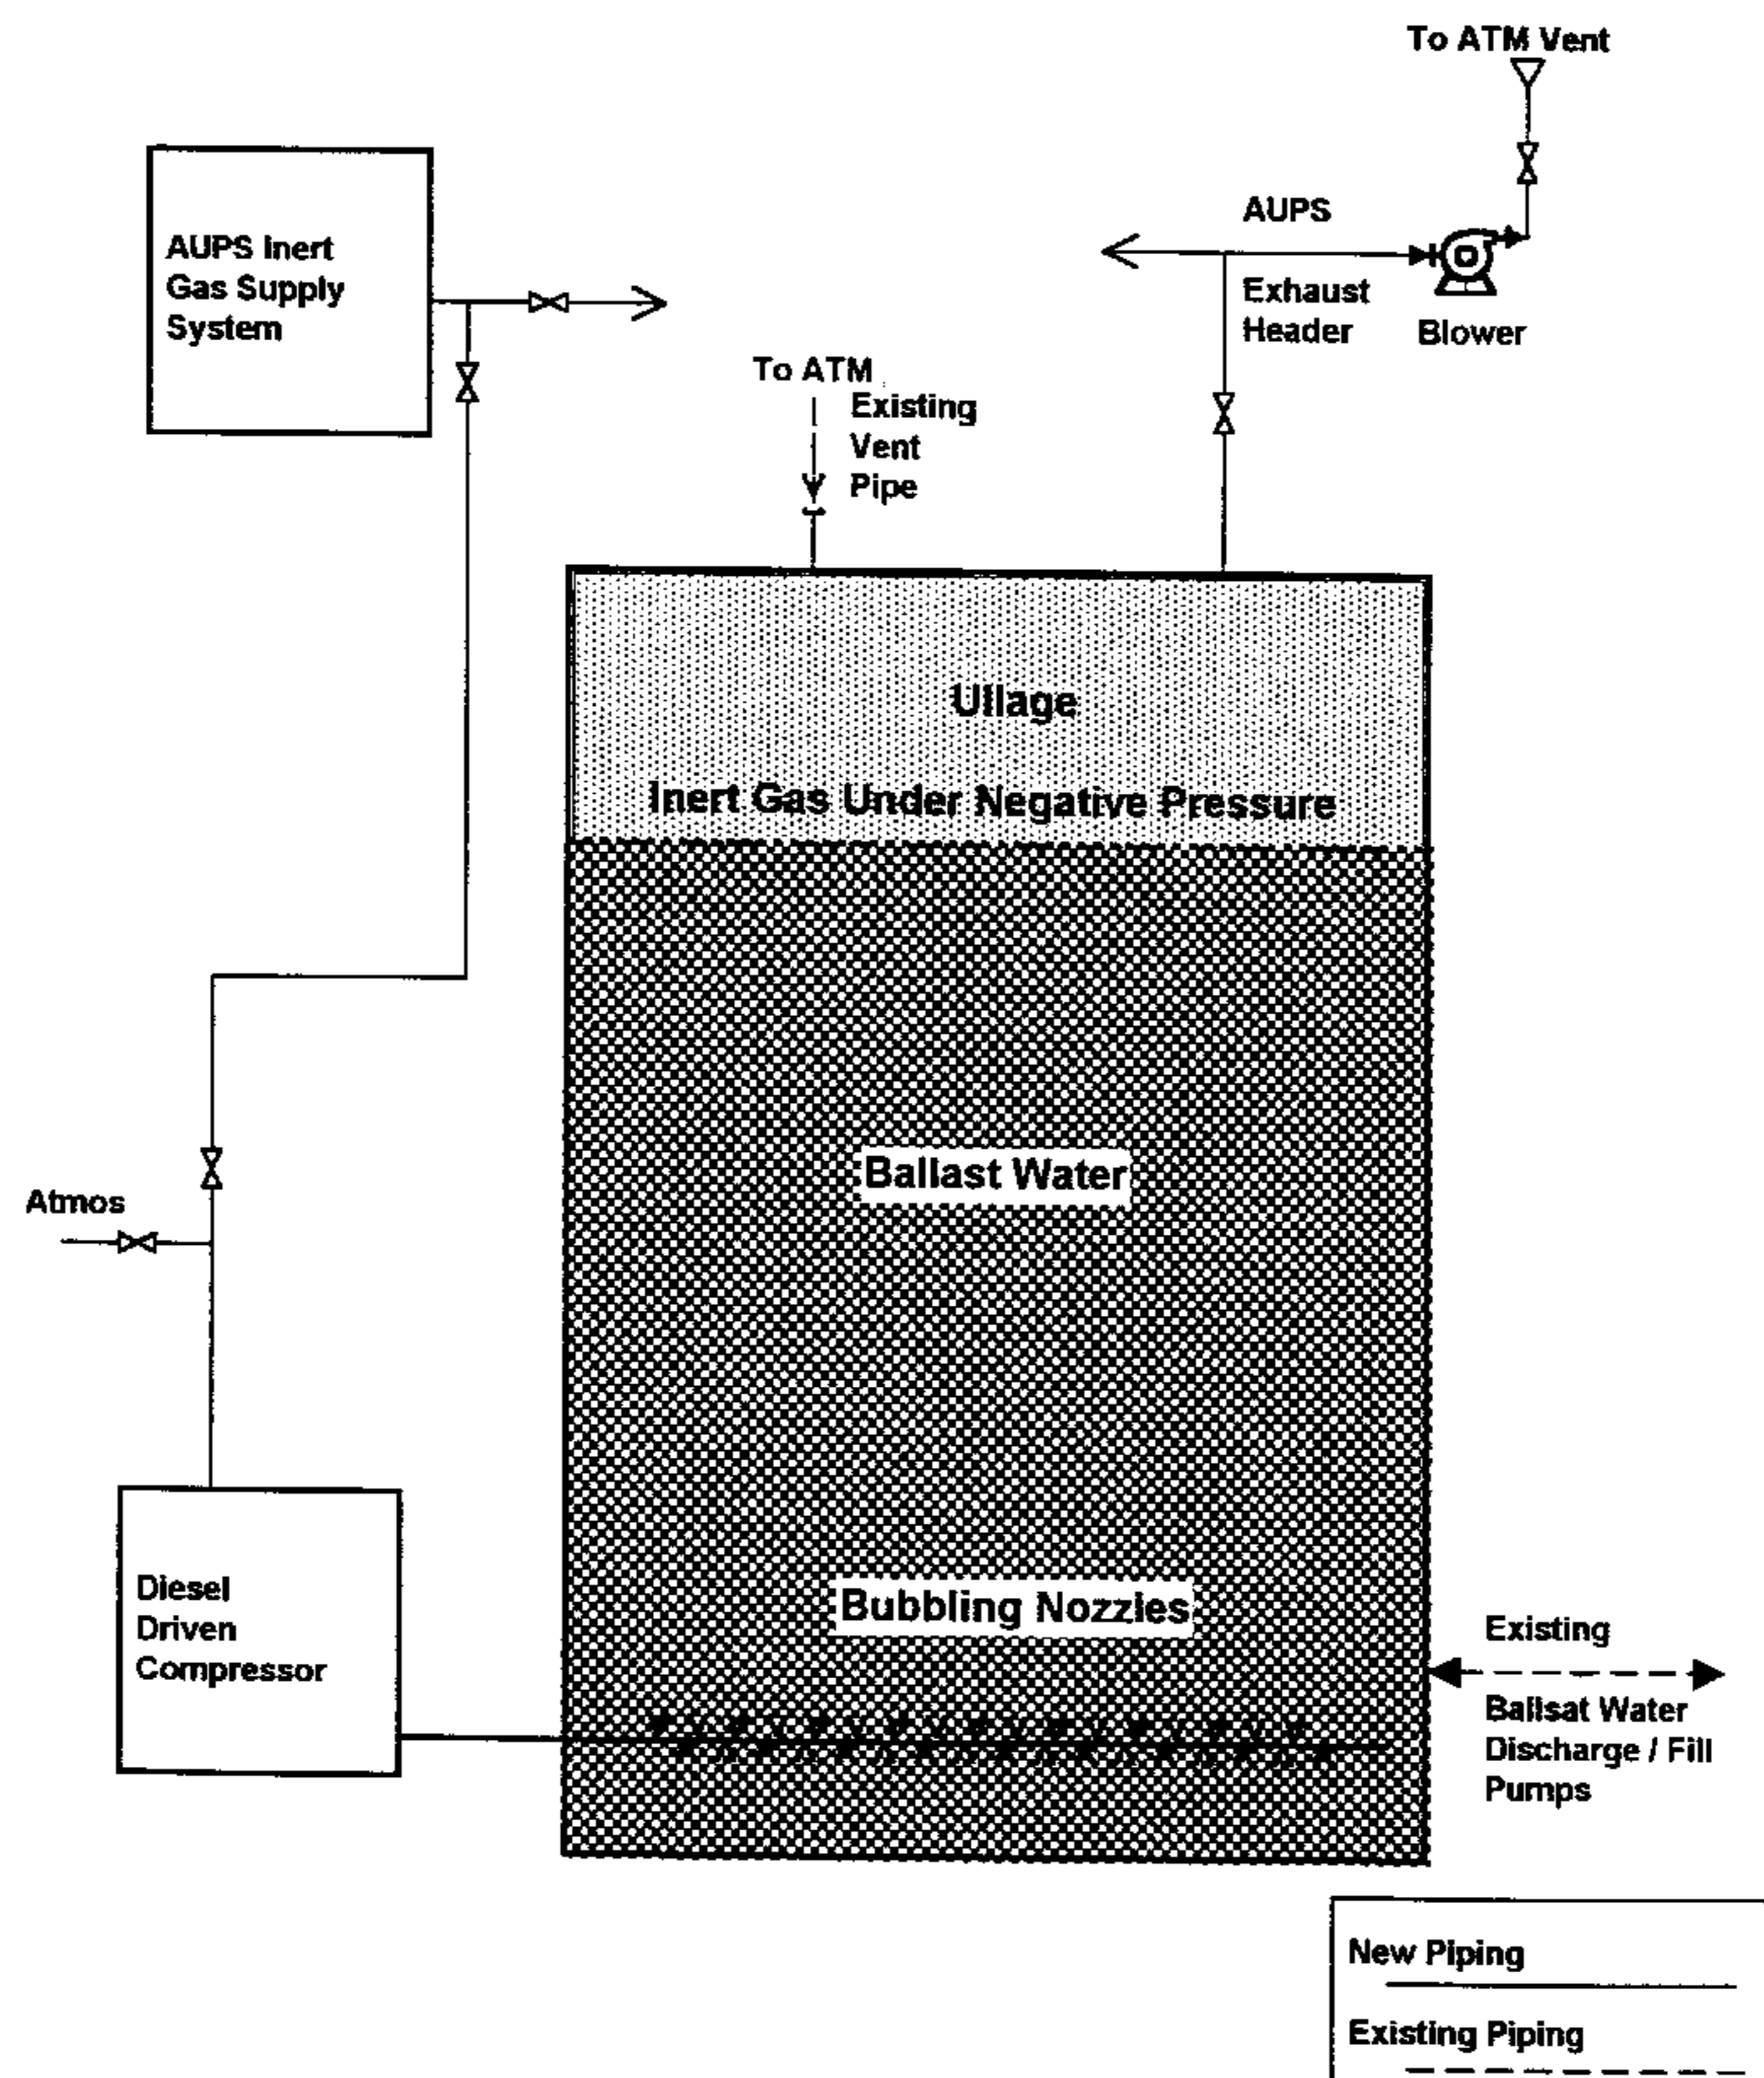 To ATM Vent
AUPS Inert
Gas Supply
System
AUPS
Exhaust
Header
Blower
To ATM
Existing
Vent
Pipe
Ullage
Inert Gas Under Negative Pressure
Ballast Water
Atmos
Bubbling Nozzles
Diesel
Driven
Compressor
Existing
Ballsat Water
Discharge / Fill
Pumps
New Piping
Existing Piping